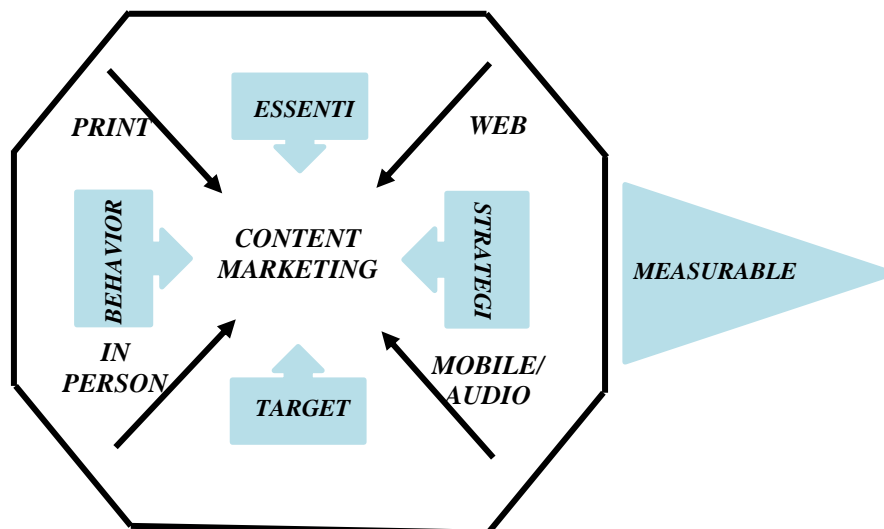 ESSENTI
PRINT
WEB
BEHAVIOR
CONTENT
MARKETING
STRATEGI
MEASURABLE
IN
PERSON
TARGET
MOBILE/
AUDIO